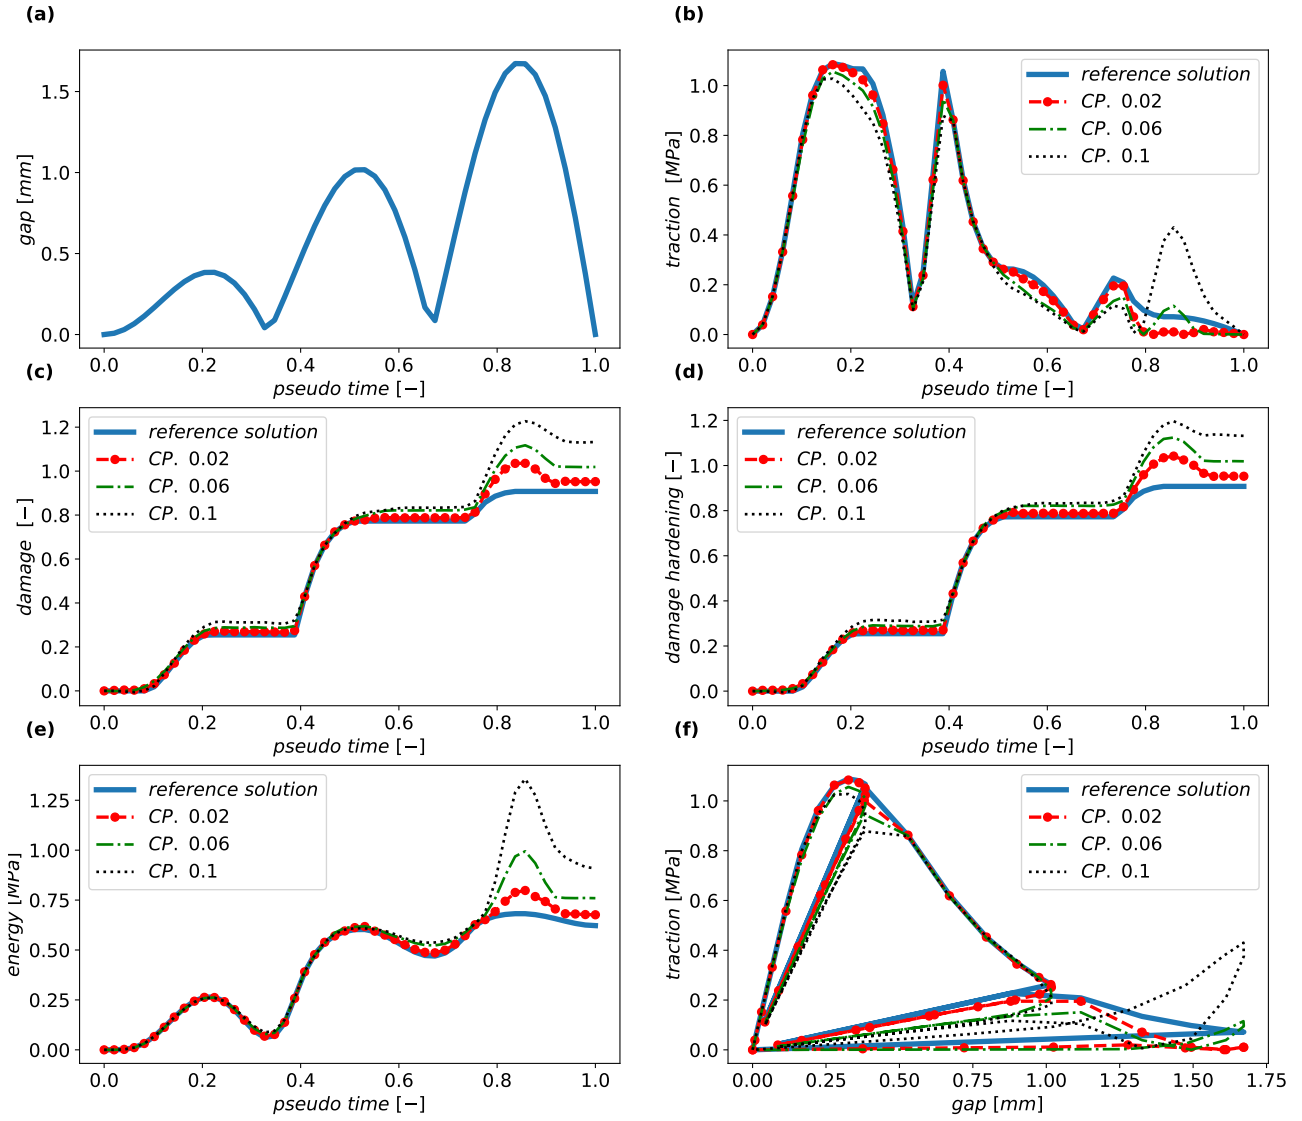 (a)
gap [mm]
1.5
1.0
0.5
0.0
0.0 0.2 0.4 0.6 0.8 1.0
pseudo time [−]
(b)
traction [MPa]
1.0
0.8
0.6
0.4
0.2
0.0
reference solution
CP. 0.02
CP. 0.06
CP. 0.1
0.0 0.2 0.4 0.6 0.8 1.0
pseudo time [−]
(c)
damage [−]
1.2
1.0
0.8
0.6
0.4
0.2
0.0
reference solution
CP. 0.02
CP. 0.06
CP. 0.1
0.0 0.2 0.4 0.6 0.8 1.0
pseudo time [−]
(d)
damage hardening [−]
1.2
1.0
0.8
0.6
0.4
0.2
0.0
reference solution
CP. 0.02
CP. 0.06
CP. 0.1
0.0 0.2 0.4 0.6 0.8 1.0
pseudo time [−]
(e)
energy [MPa]
1.25
1.00
0.75
0.50
0.25
0.00
reference solution
CP. 0.02
CP. 0.06
CP. 0.1
0.0 0.2 0.4 0.6 0.8 1.0
pseudo time [−]
(f)
traction [MPa]
1.0
0.8
0.6
0.4
0.2
0.0
reference solution
CP. 0.02
CP. 0.06
CP. 0.1
0.00 0.25 0.50 0.75 1.00 1.25 1.50 1.75
gap [mm]